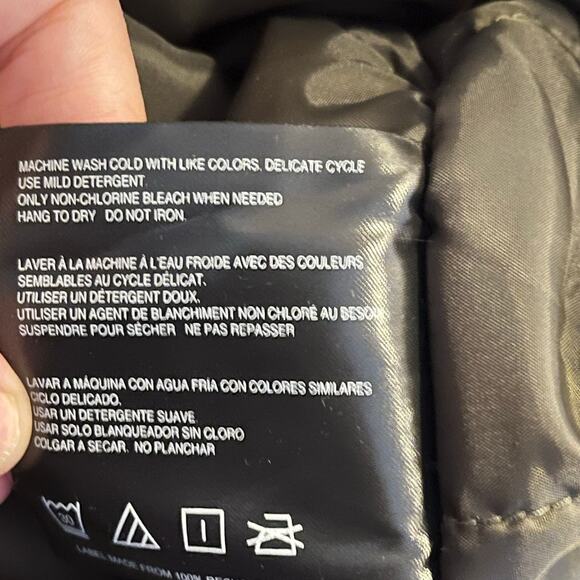 MACHINE WASH COLD WITH LIKE COLORS. DELICATE CYCLE
USE MILD DETERGENT.
ONLY NON-CHLORINE BLEACH WHEN NEEDED
HANG TO DRY DO NOT IRON.
LAVER À LA MACHINE À L'EAU FROIDE AVEC DES COULEURS
SEMBLABLES AU CYCLE DÉLICAT.
UTILISER UN DÉTERGENT DOUX.
UTILISER UN AGENT DE BLANCHIMENT NON CHLORÉ AU
SUSPENDRE POUR SÉCHER NE PAS REPASSER
LAVAR A MÁQUINA CON AGUA FRÍA CON COLORES SIMILARES
CICLO DELICADO.
USAR UN DETERGENTE SUAVE.
USAR SOLO BLANQUEADOR SIN CLORO
COLGAR A SECAR. NO PLANCHAR
30
LABEL MADE FROM 100%